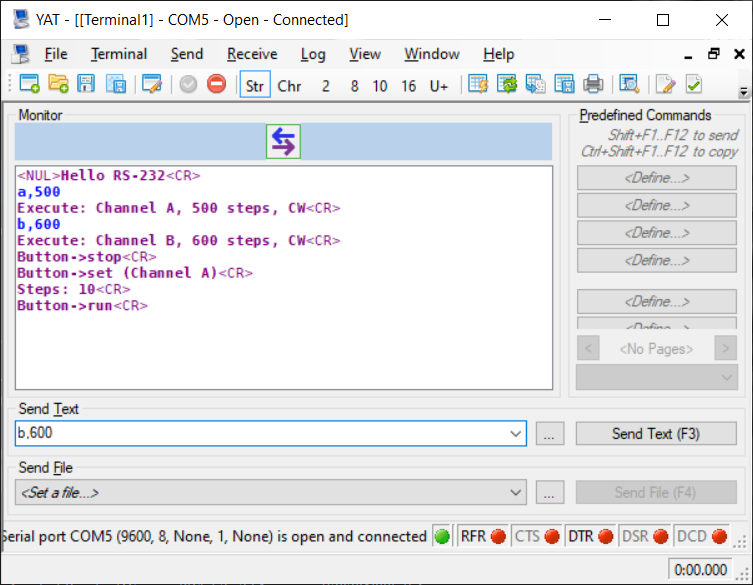 YAT - [[Terminal1] - COM5 - Open - Connected]
File Terminal Send Receive Log View Window Help
Str Chr 2 8 10 16 U+
Monitor
<NUL>Hello RS-232<CR>
a,500
Execute: Channel A, 500 steps, CW<CR>
b,600
Execute: Channel B, 600 steps, CW<CR>
Button->stop<CR>
Button->set (Channel A)<CR>
Steps: 10<CR>
Button->run<CR>
Predefined Commands
Shift+F1..F12 to send
Ctrl+Shift+F1..F12 to copy
<Define...>
<Define...>
<Define...>
<Define...>
<Define...>
<Define...>
< <No Pages> >
Send Text
b,600
... Send Text (F3)
Send File
<Set a file...>
... Send File (F4)
Serial port COM5 (9600, 8, None, 1, None) is open and connected RFR CTS DTR DSR DCD
0:00.000